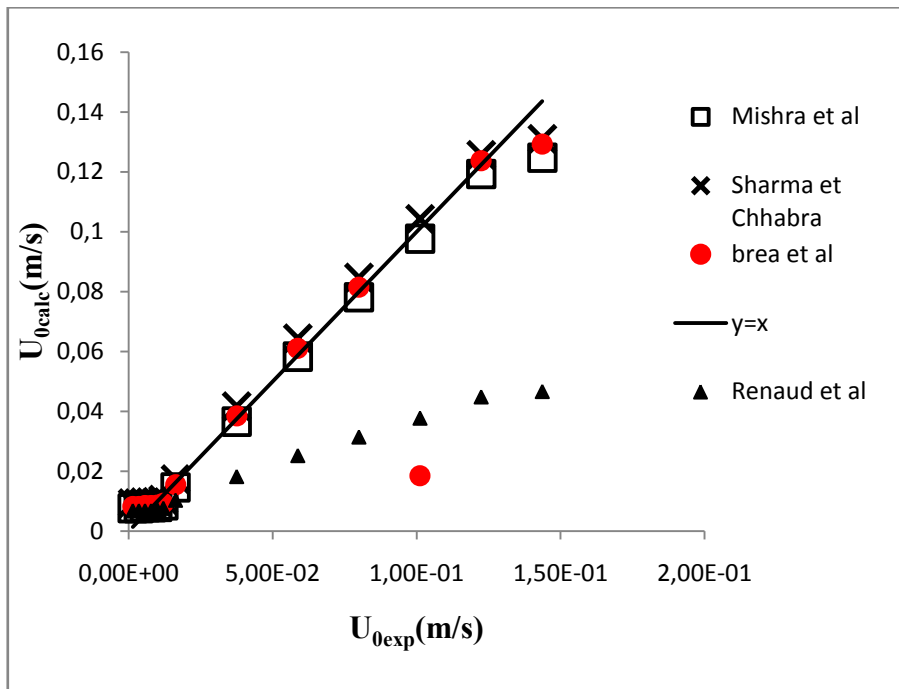 0,16
0,14
0,12
0,1
0,08
0,06
0,04
0,02
0
U0calc(m/s)
0,00E+00 5,00E-02 1,00E-01 1,50E-01 2,00E-01
U0exp(m/s)
Mishra et al
Sharma et
Chhabra
brea et al
y=x
Renaud et al